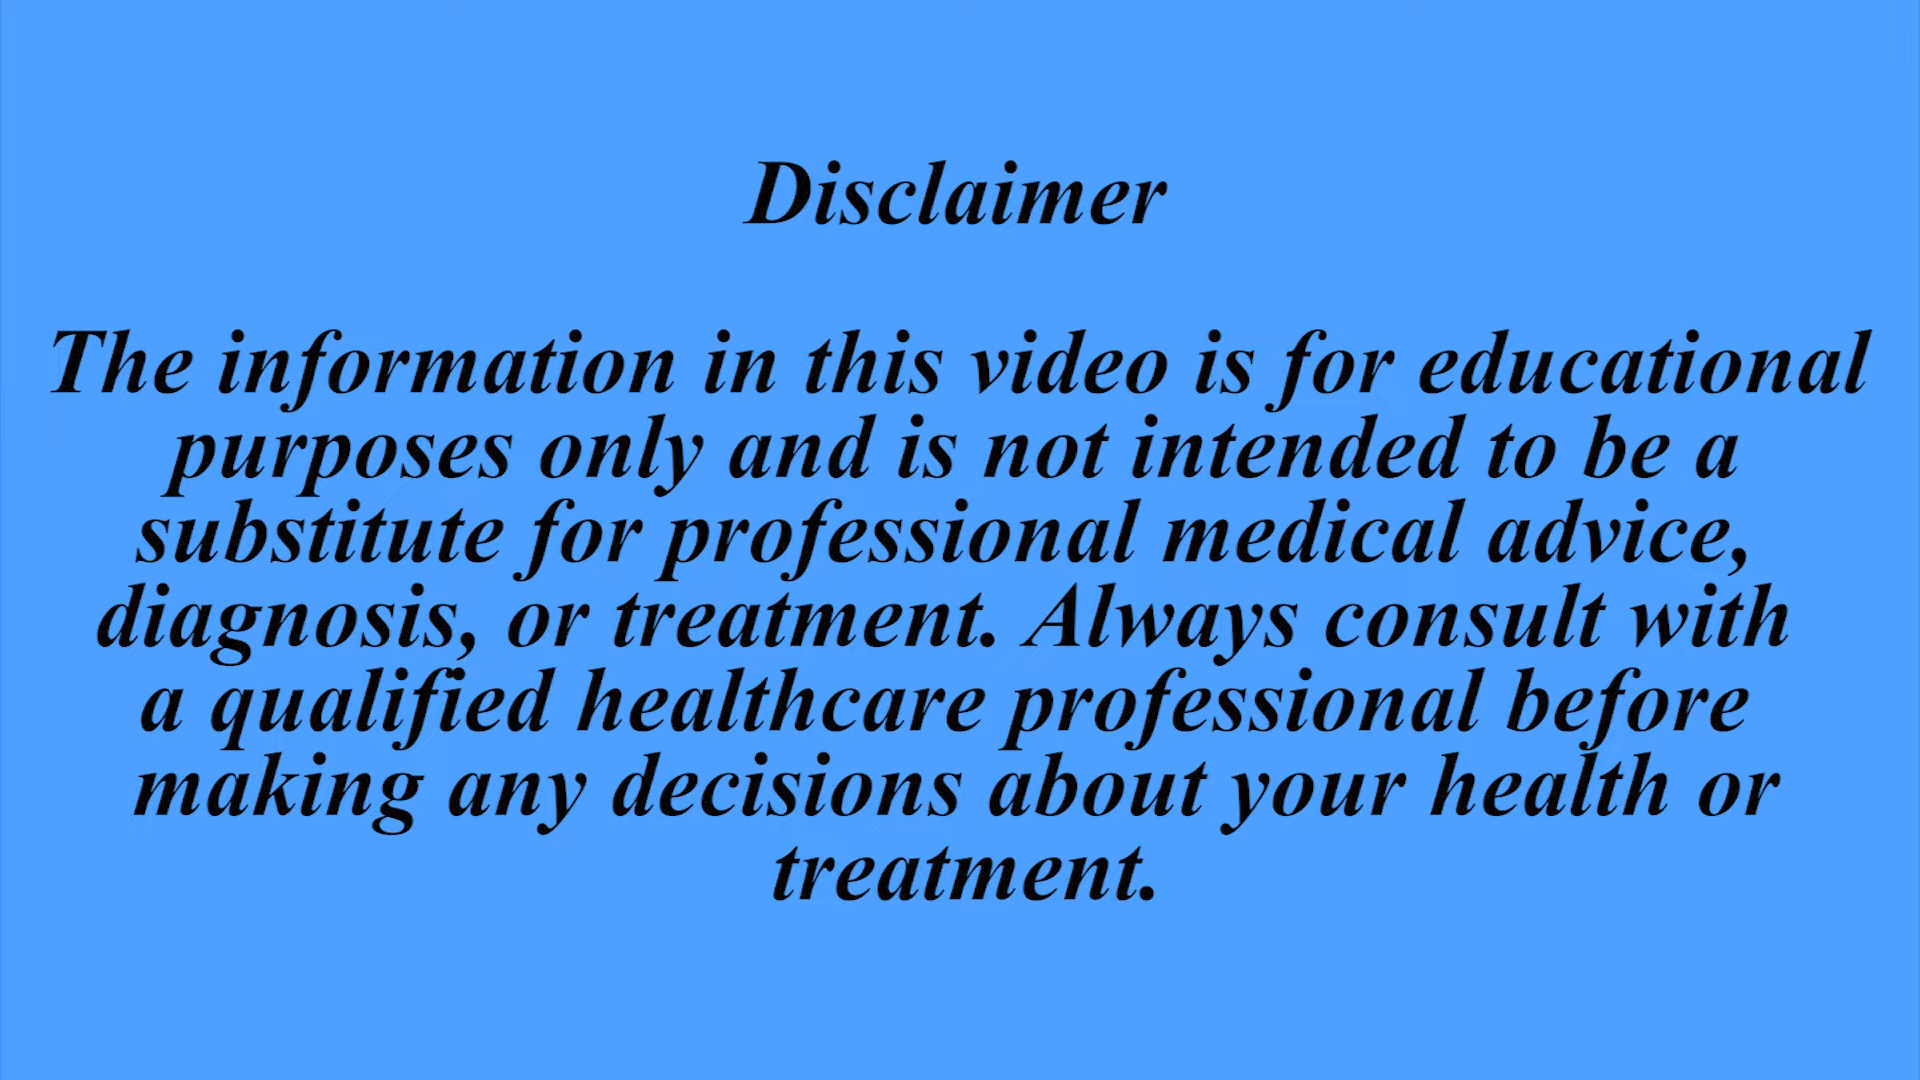 Disclaimer
The information in this video is for educational
purposes only and is not intended to be a
substitute for professional medical advice,
diagnosis, or treatment. Always consult with
a qualified healthcare professional before
making any decisions about your health or
treatment.